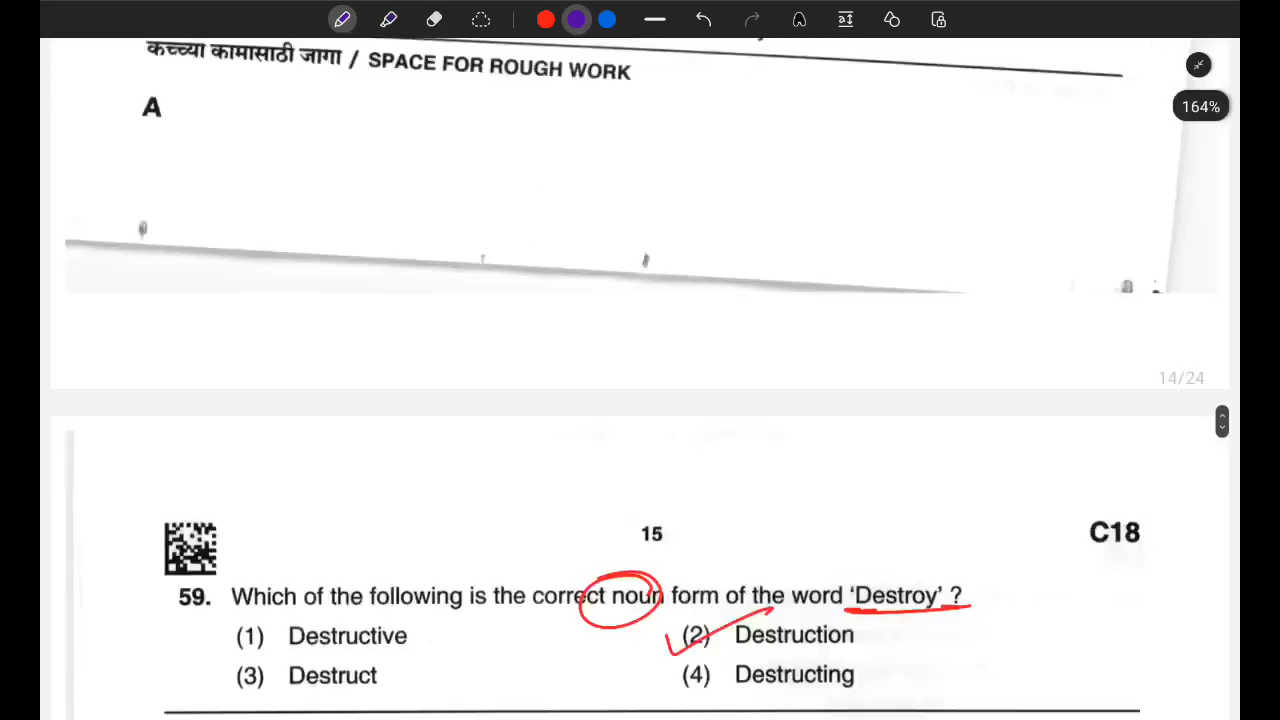 164%
कच्च्या कामासाठी जागा / SPACE FOR ROUGH WORK
A
14/24
15
C18
59. Which of the following is the correct noun form of the word ‘Destroy’ ?
(1) Destructive (2) Destruction
(3) Destruct (4) Destructing